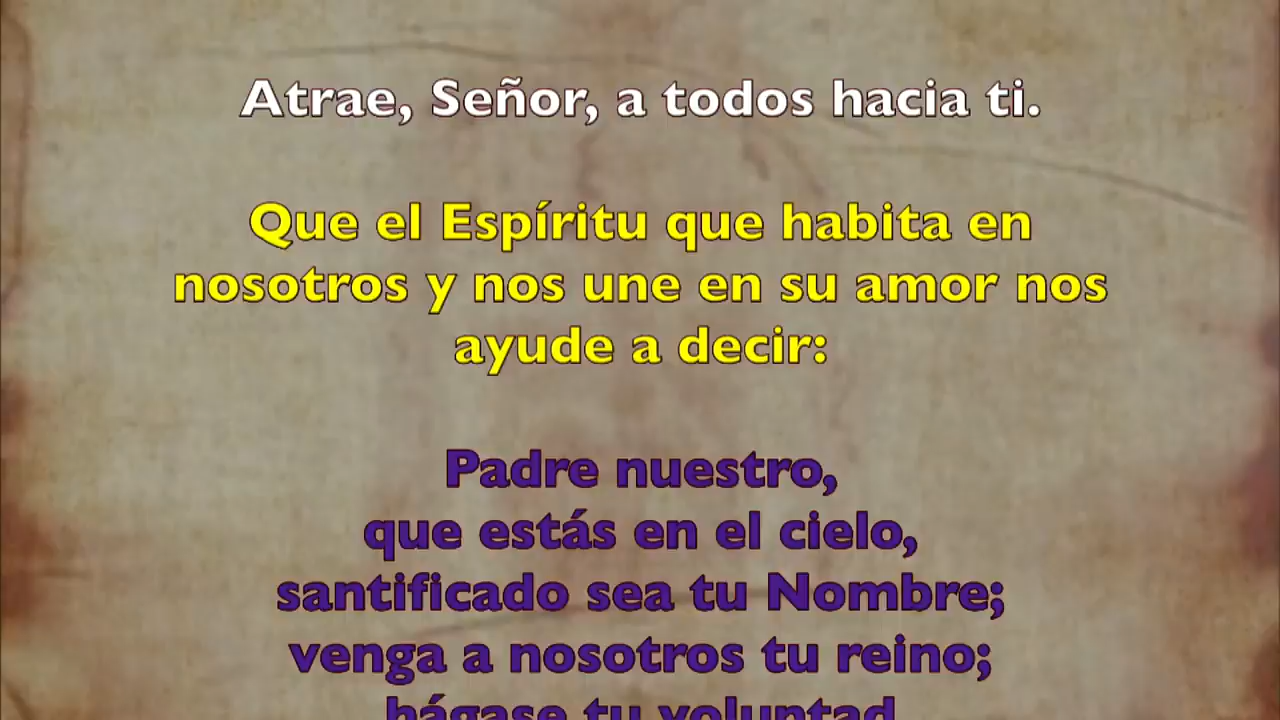 Atrae, Señor, a todos hacia ti.
Que el Espíritu que habita en
nosotros y nos une en su amor nos
ayude a decir:
Padre nuestro,
que estás en el cielo,
santificado sea tu Nombre;
venga a nosotros tu reino;
hágase tu voluntad